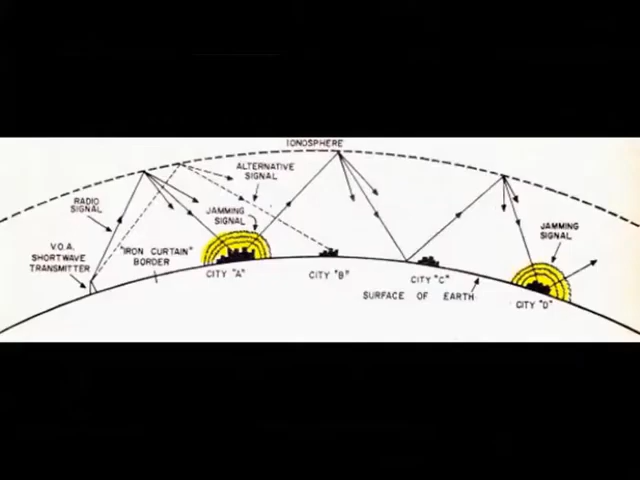 IONOSPHERE
ALTERNATIVE
SIGNAL
RADIO
SIGNAL
JAMMING
SIGNAL
JAMMING
SIGNAL
V.O.A.
SHORTWAVE
TRANSMITTER
"IRON CURTAIN"
BORDER
CITY "A"
CITY "B"
CITY "C"
SURFACE OF EARTH
CITY "D"